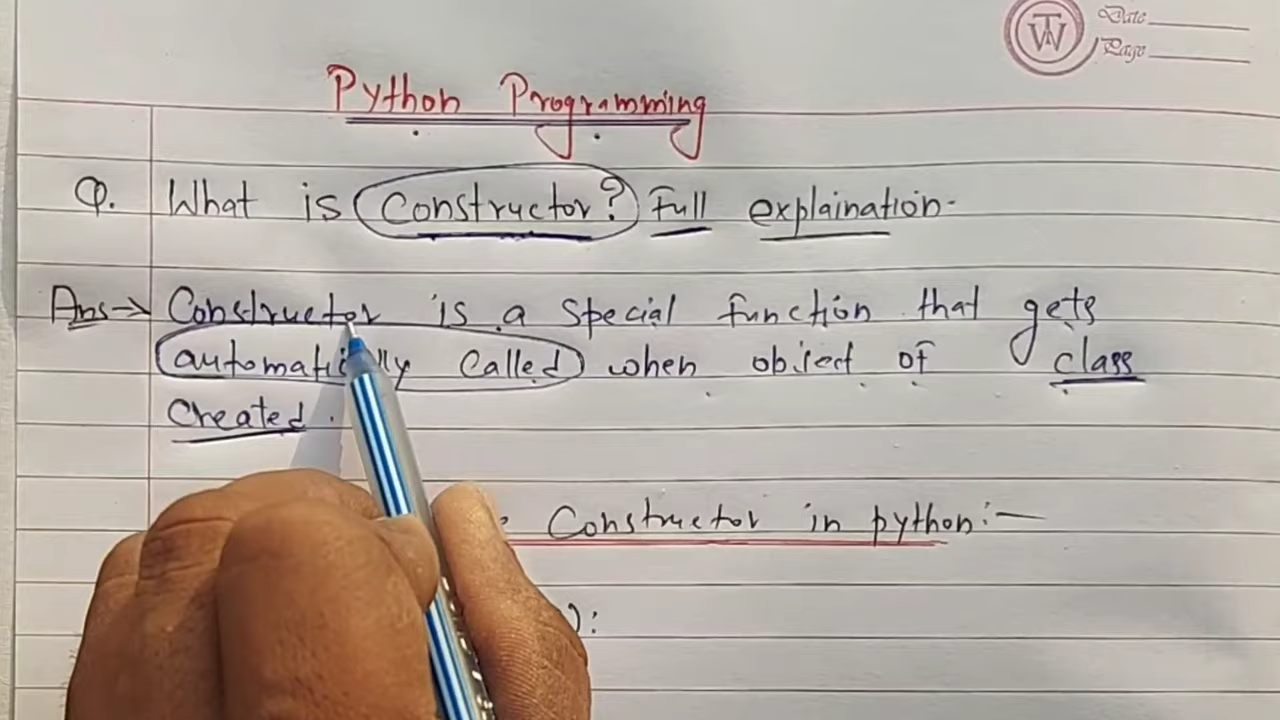 Date
Page
Python Programming
Q. What is Constructor? Full explaination.
Ans→ Constructor is a special function that gets
automatically called when object of class
created.
Constructor in python:—
):